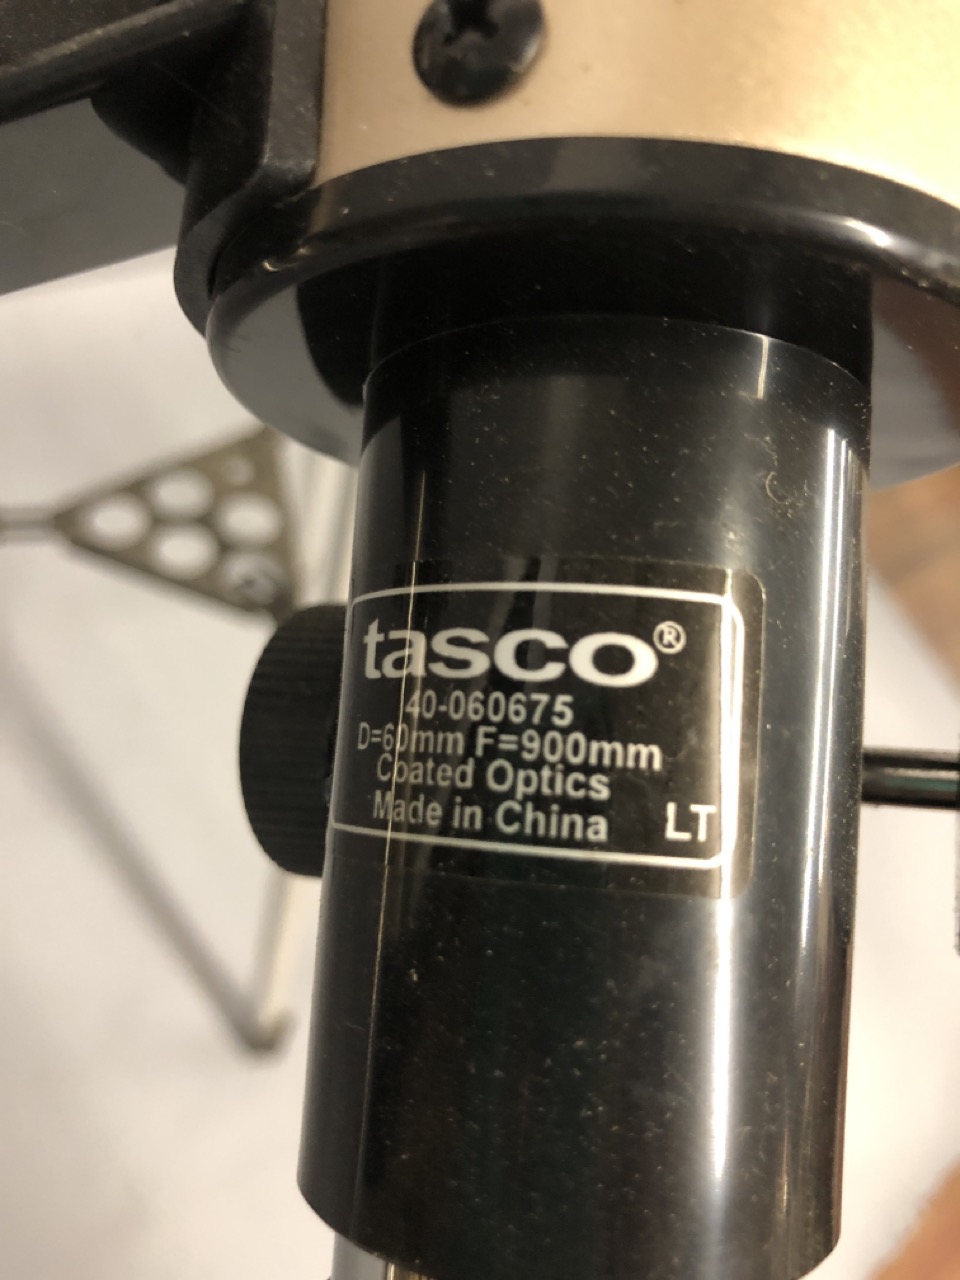 tasco®
40-060675
D=60mm F=900mm
Coated Optics
Made in China LT